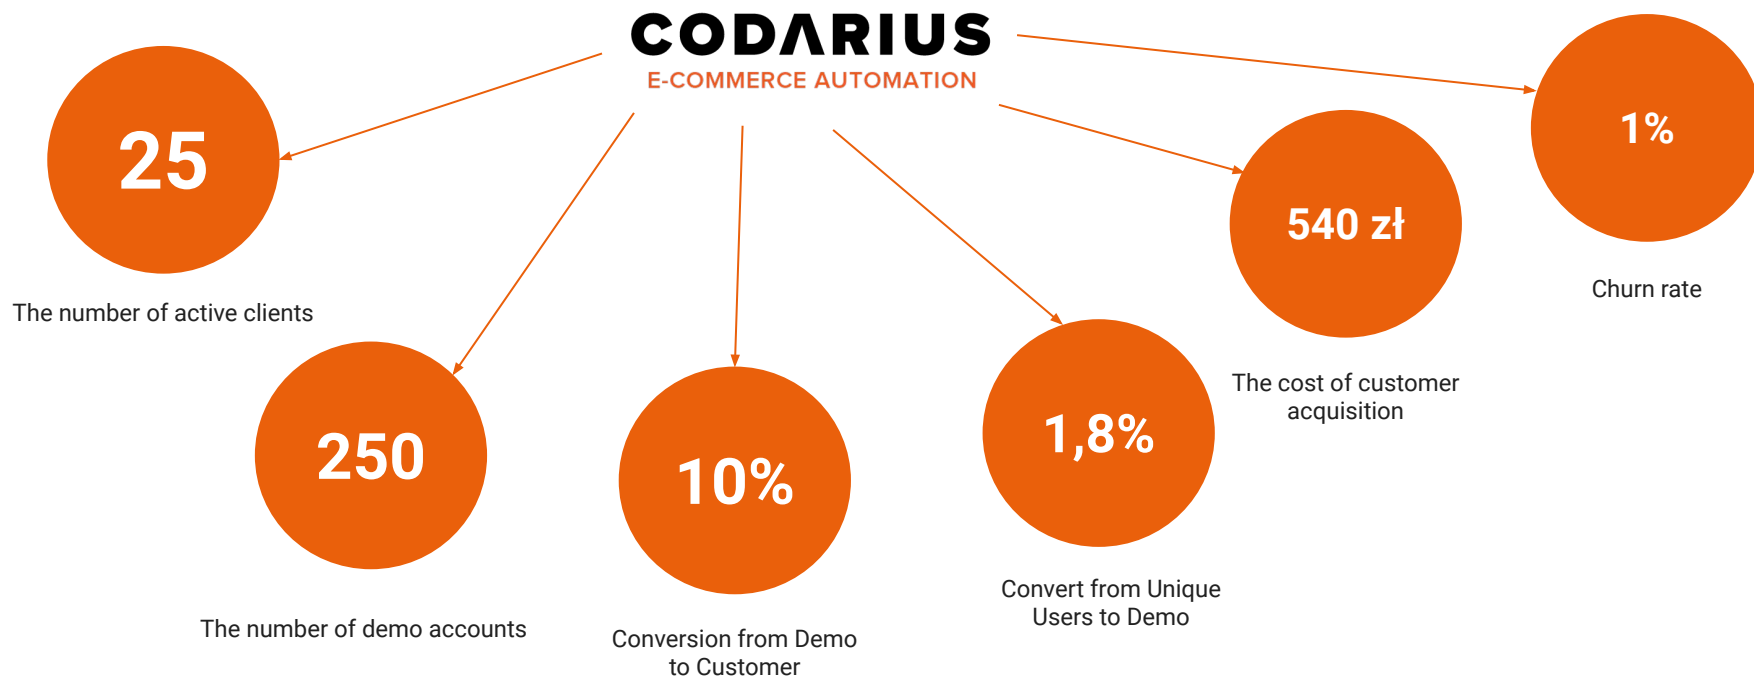 CODARIUS
E-COMMERCE AUTOMATION
25
The number of active clients
250
The number of demo accounts
10%
Conversion from Demo
to Customer
1,8%
Convert from Unique
Users to Demo
540 zł
The cost of customer
acquisition
1%
Churn rate